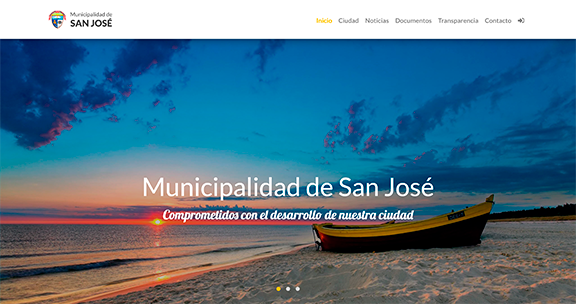 Municipalidad de
SAN JOSÉ
Inicio Ciudad Noticias Documentos Transparencia Contacto
Municipalidad de San José
Comprometidos con el desarrollo de nuestra ciudad